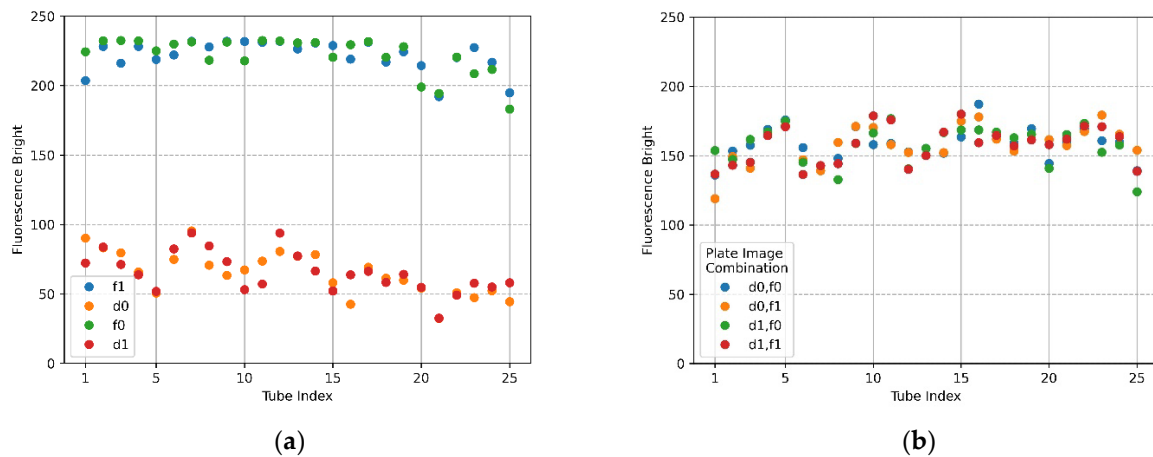 250
200
150
100
50
0
Fluorescence Bright
f1
d0
f0
d1
1 5 10 15 20 25
Tube Index
(a)
250
200
150
100
50
0
Fluorescence Bright
Plate Image
Combination
d0,f0
d0,f1
d1,f0
d1,f1
1 5 10 15 20 25
Tube Index
(b)